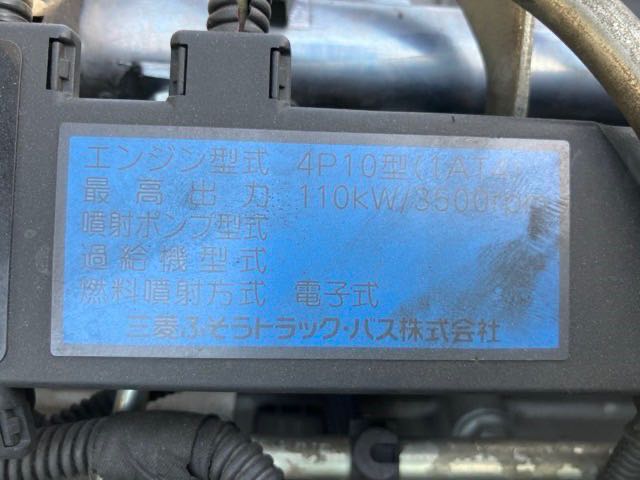 エンジン型式 4P10型(1AT4)
最高出力 110kW/3500rpm
噴射ポンプ型式
過給機型式
燃料噴射方式 電子式
三菱ふそうトラック・バス株式会社